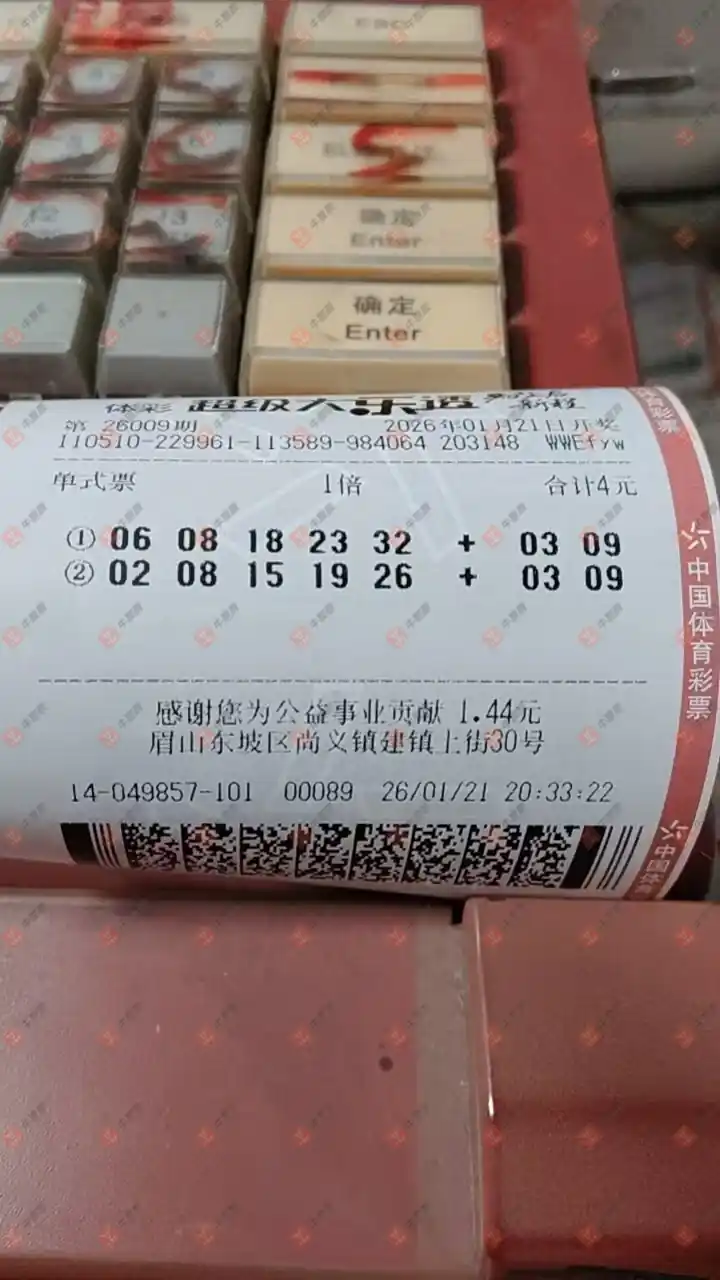 确定
Enter
确定
Enter
体彩 超级大乐透
第 26009期 2026年01月21日开奖
110510-229961-113589-984064 203148 WWEfyw
单式票 1倍 合计4元
① 06 08 18 23 32 + 03 09
② 02 08 15 19 26 + 03 09
感谢您为公益事业贡献 1.44元
眉山东坡区尚义镇建镇上街30号
14-049857-101 00089 26/01/21 20:33:22
中国体育彩票
中国体育